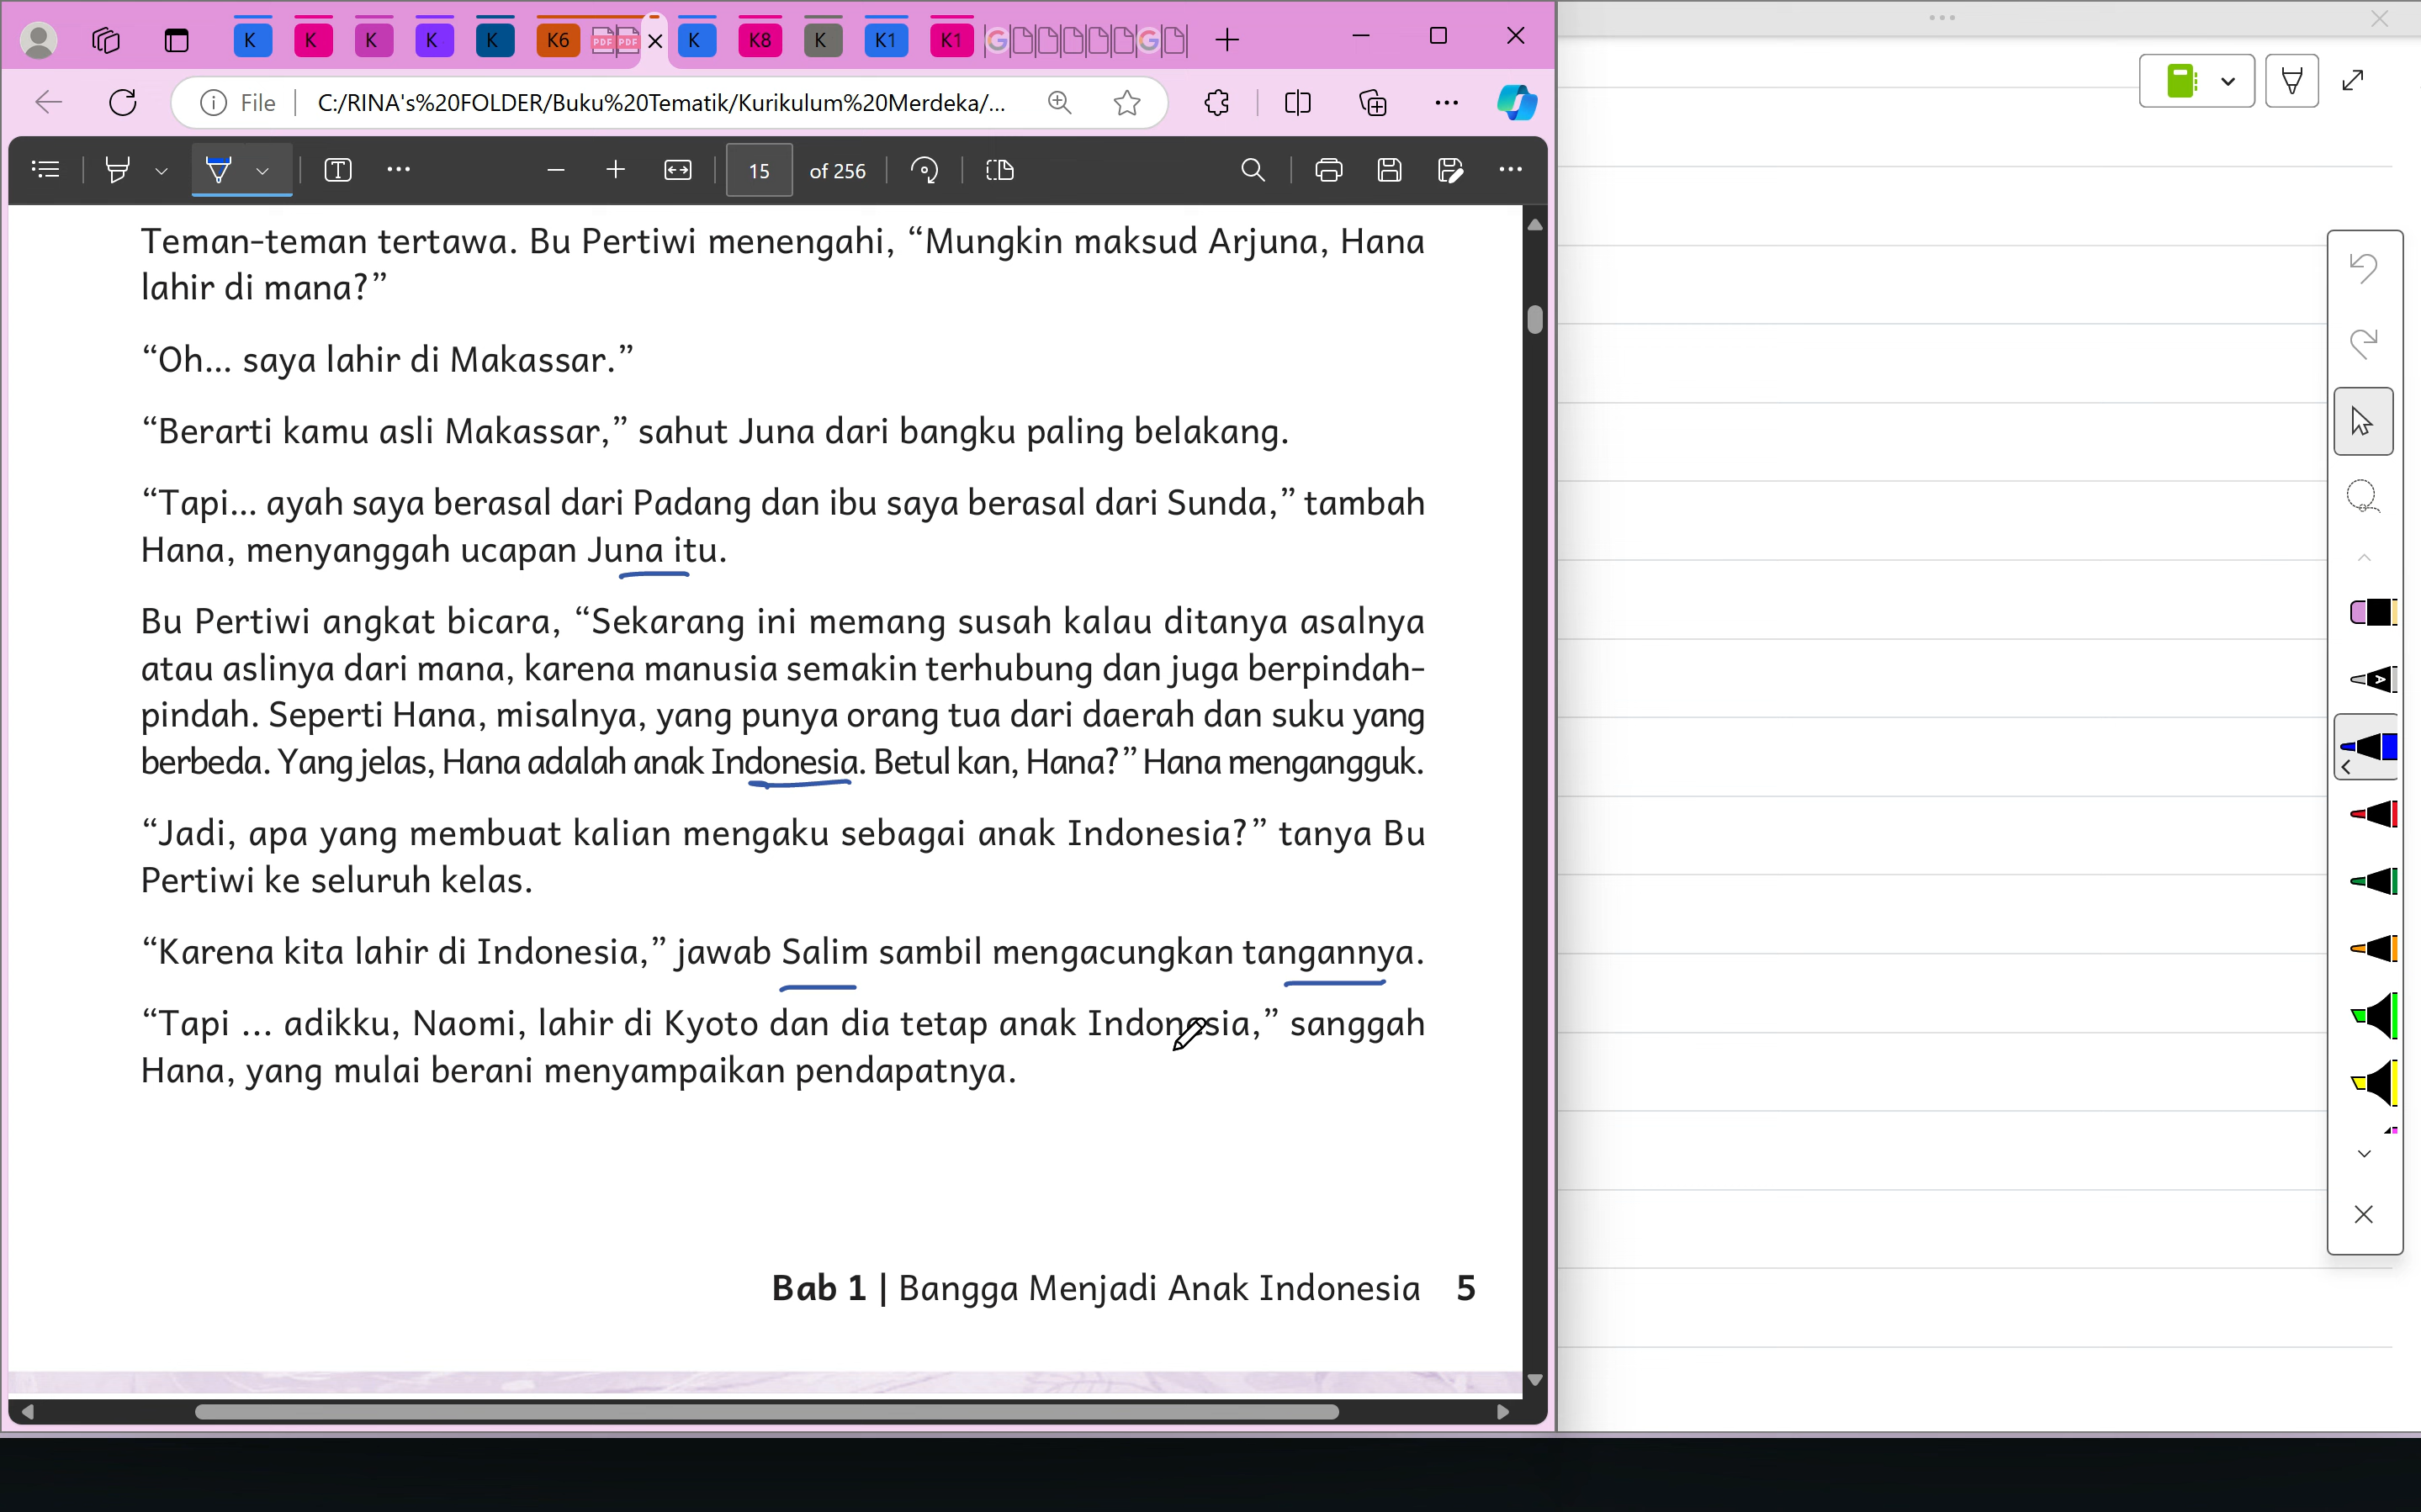 K K K K K K6 PDF PDF K K8 K K1 K1 G G
File C:/RINA's%20FOLDER/Buku%20Tematik/Kurikulum%20Merdeka/...
15 of 256
Teman-teman tertawa. Bu Pertiwi menengahi, “Mungkin maksud Arjuna, Hana
lahir di mana?”
“Oh... saya lahir di Makassar.”
“Berarti kamu asli Makassar,” sahut Juna dari bangku paling belakang.
“Tapi... ayah saya berasal dari Padang dan ibu saya berasal dari Sunda,” tambah
Hana, menyanggah ucapan Juna itu.
Bu Pertiwi angkat bicara, “Sekarang ini memang susah kalau ditanya asalnya
atau aslinya dari mana, karena manusia semakin terhubung dan juga berpindah-
pindah. Seperti Hana, misalnya, yang punya orang tua dari daerah dan suku yang
berbeda. Yang jelas, Hana adalah anak Indonesia. Betul kan, Hana?” Hana mengangguk.
“Jadi, apa yang membuat kalian mengaku sebagai anak Indonesia?” tanya Bu
Pertiwi ke seluruh kelas.
“Karena kita lahir di Indonesia,” jawab Salim sambil mengacungkan tangannya.
“Tapi ... adikku, Naomi, lahir di Kyoto dan dia tetap anak Indonesia,” sanggah
Hana, yang mulai berani menyampaikan pendapatnya.
Bab 1 | Bangga Menjadi Anak Indonesia 5